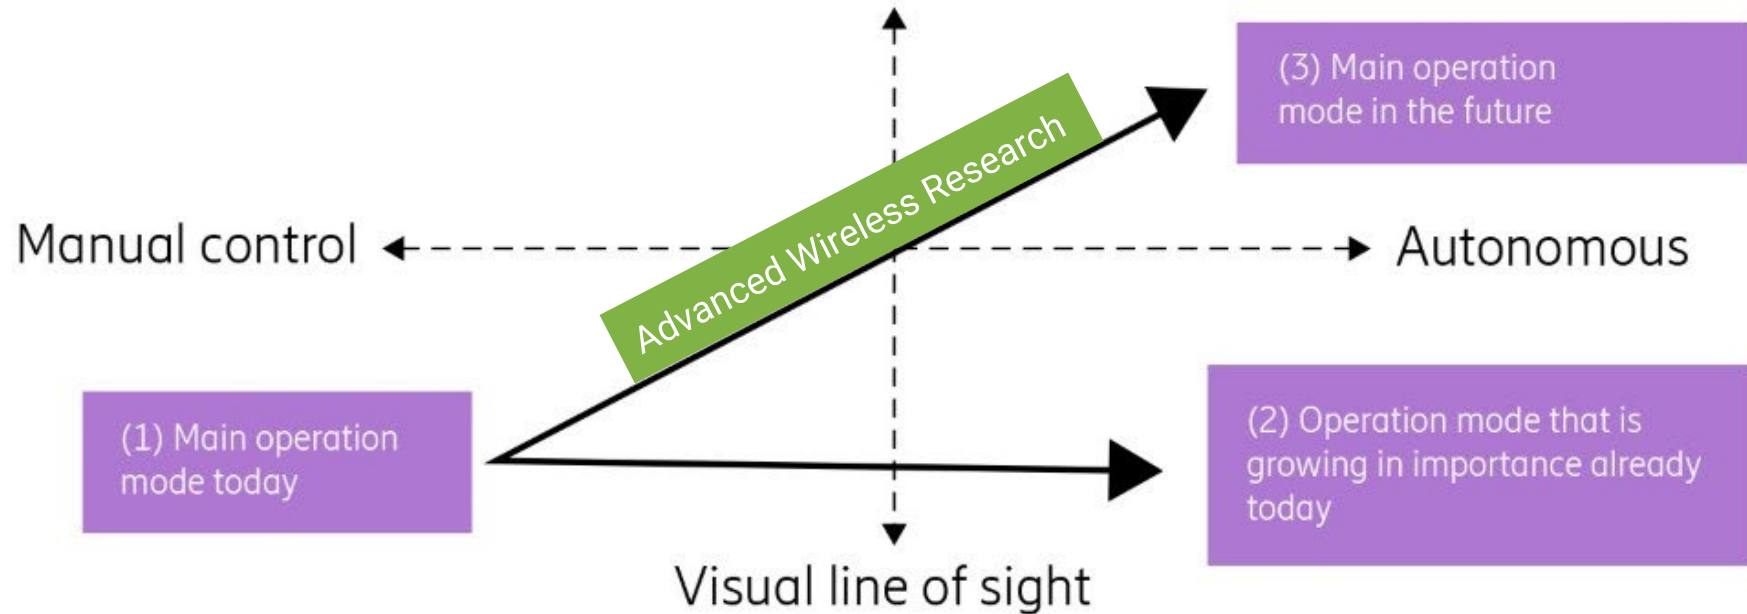 (3) Main operation
mode in the future
Advanced Wireless Research
Manual control
Autonomous
(1) Main operation
mode today
(2) Operation mode that is
growing in importance already
today
Visual line of sight